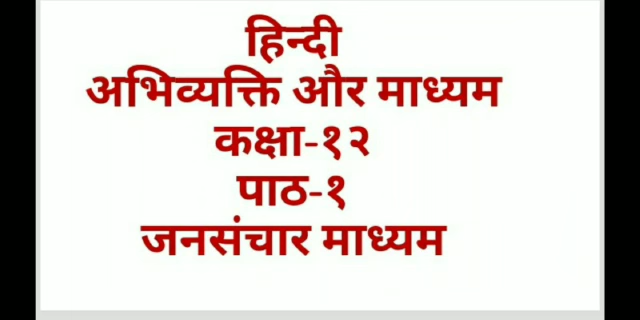 हिन्दी
अभिव्यक्ति और माध्यम
कक्षा-१२
पाठ-१
जनसंचार माध्यम